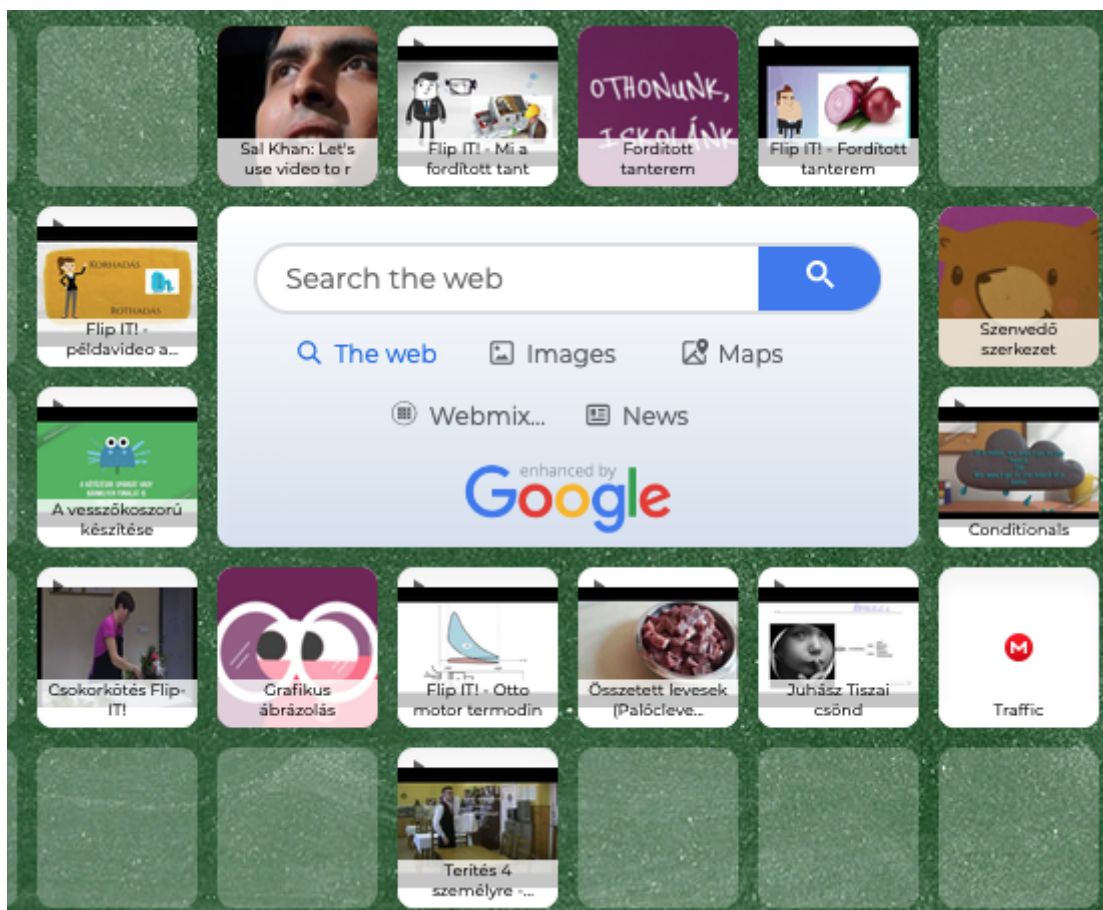 Sal Khan: Let's
use video to r
Flip IT! - Mi a
fordított tant
OTHONUNK,
ISKOLÁNK
Fordított
tanterem
Flip IT! - Fordított
tanterem
KORHADÁS
ROTHADÁS
Flip IT! -
példavideo a...
Search the web
The web
Images
Maps
Webmix...
News
enhanced by
Google
Szenvedő
szerkezet
A vesszőkoszorú
készítése
Conditionals
Csokorkötés Flip-
IT!
Grafikus
ábrázolás
Flip IT! - Otto
motor termodin
Összetett levesek
(Palócleve...
Juhász Tiszai
csönd
M
Traffic
Terítés 4
személyre -...